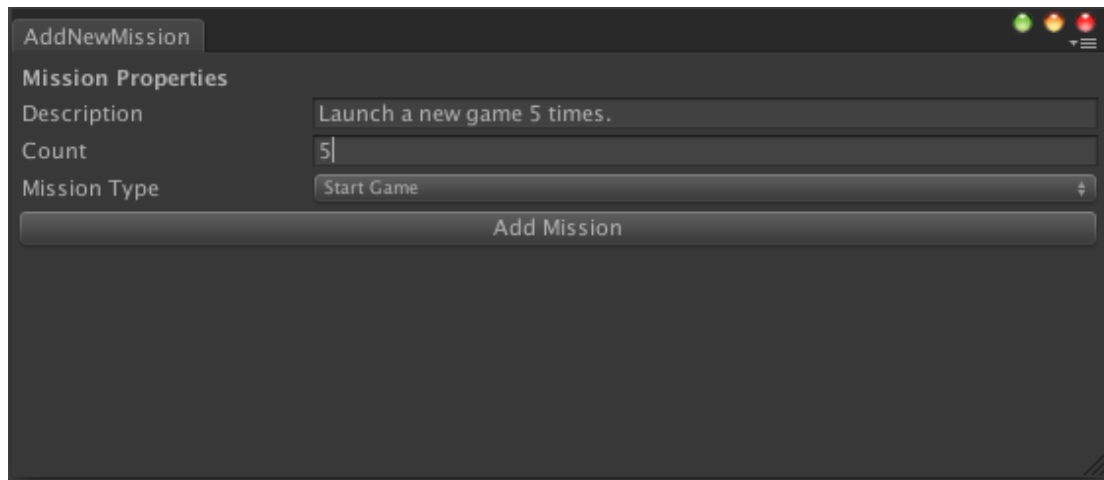 AddNewMission
Mission Properties
Description Launch a new game 5 times.
Count 5
Mission Type Start Game
Add Mission